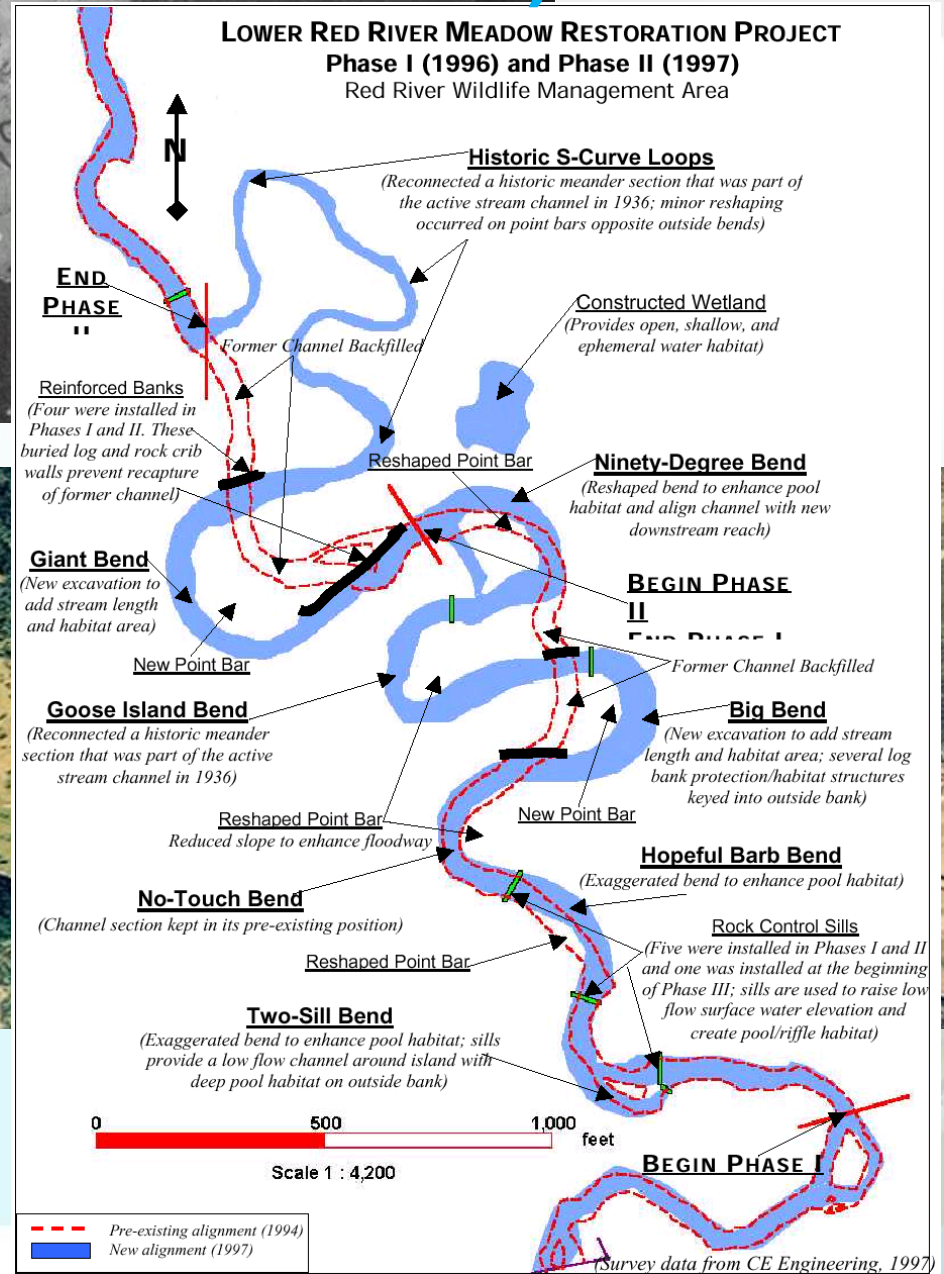 LOWER RED RIVER MEADOW RESTORATION PROJECT
Phase I (1996) and Phase II (1997)
Red River Wildlife Management Area
N
Historic S-Curve Loops
(Reconnected a historic meander section that was part of
the active stream channel in 1936; minor reshaping
occurred on point bars opposite outside bends)
END
PHASE
Constructed Wetland
(Provides open, shallow, and
ephemeral water habitat)
Former Channel Backfilled
Reinforced Banks
(Four were installed in
Phases I and II. These
buried log and rock crib
walls prevent recapture
of former channel)
Reshaped Point Bar
Ninety-Degree Bend
(Reshaped bend to enhance pool
habitat and align channel with new
downstream reach)
Giant Bend
(New excavation to
add stream length
and habitat area)
BEGIN PHASE
II
END PHASE I
New Point Bar
Former Channel Backfilled
Goose Island Bend
(Reconnected a historic meander
section that was part of the active
stream channel in 1936)
Big Bend
(New excavation to add stream
length and habitat area; several log
bank protection/habitat structures
keyed into outside bank)
Reshaped Point Bar
Reduced slope to enhance floodway
New Point Bar
Hopeful Barb Bend
(Exaggerated bend to enhance pool habitat)
No-Touch Bend
(Channel section kept in its pre-existing position)
Rock Control Sills
(Five were installed in Phases I and II
and one was installed at the beginning
of Phase III; sills are used to raise low
flow surface water elevation and
create pool/riffle habitat)
Reshaped Point Bar
Two-Sill Bend
(Exaggerated bend to enhance pool habitat; sills
provide a low flow channel around island with
deep pool habitat on outside bank)
0 500 1,000
feet
Scale 1 : 4,200
BEGIN PHASE I
Pre-existing alignment (1994)
New alignment (1997)
(Survey data from CE Engineering, 1997)